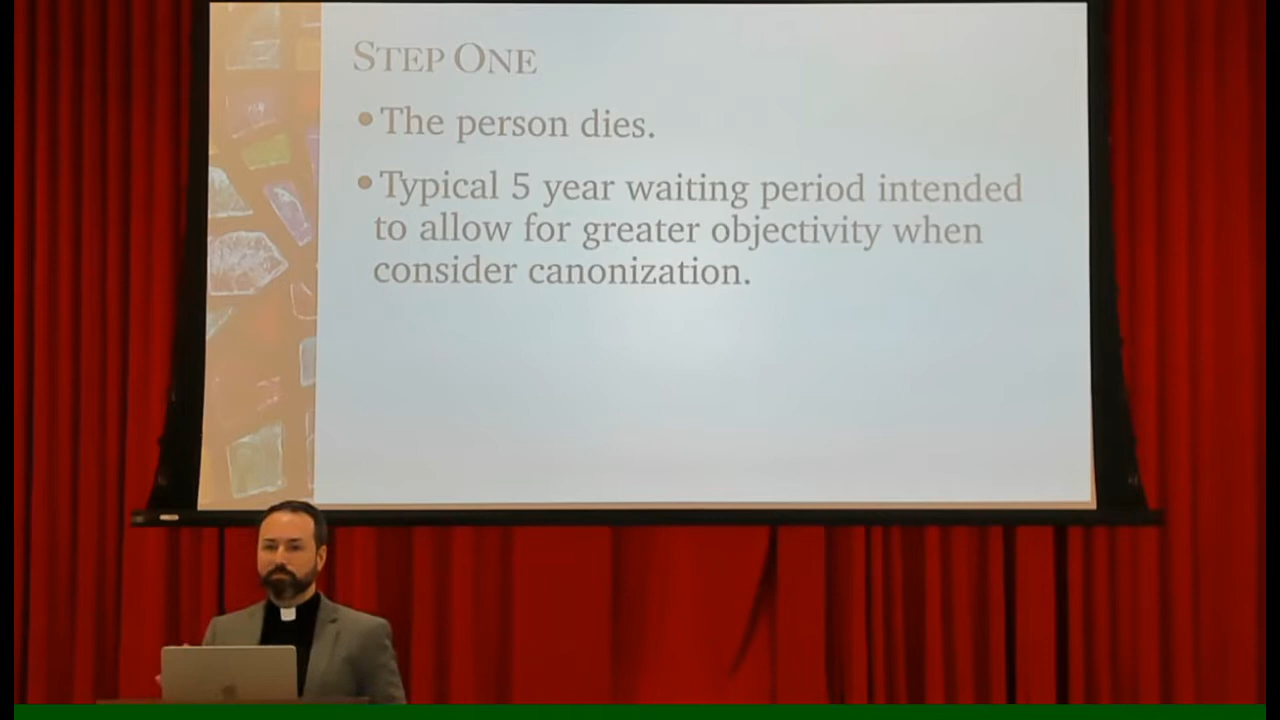 STEP ONE
•The person dies.
•Typical 5 year waiting period intended
to allow for greater objectivity when
consider canonization.